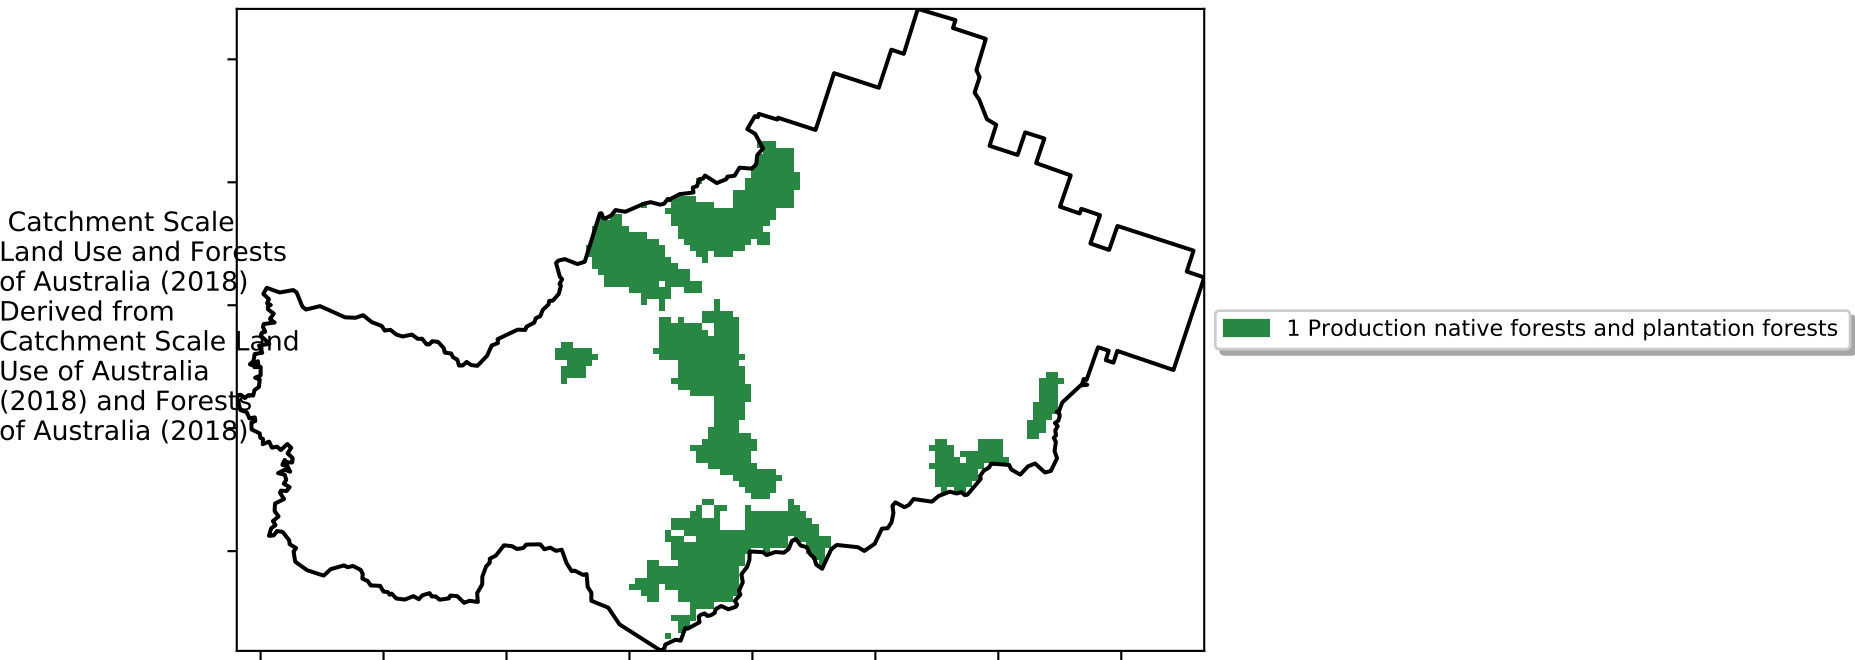 Catchment Scale
Land Use and Forests
of Australia (2018)
Derived from
Catchment Scale Land
Use of Australia
(2018) and Forests
of Australia (2018)
1 Production native forests and plantation forests